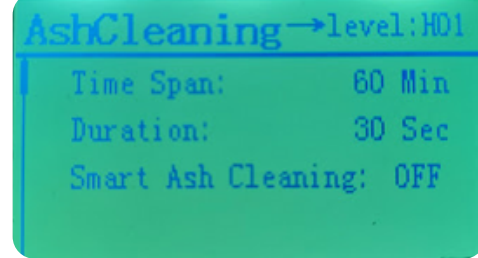 AshCleaning→level:H01
Time Span: 60 Min
Duration: 30 Sec
Smart Ash Cleaning: OFF